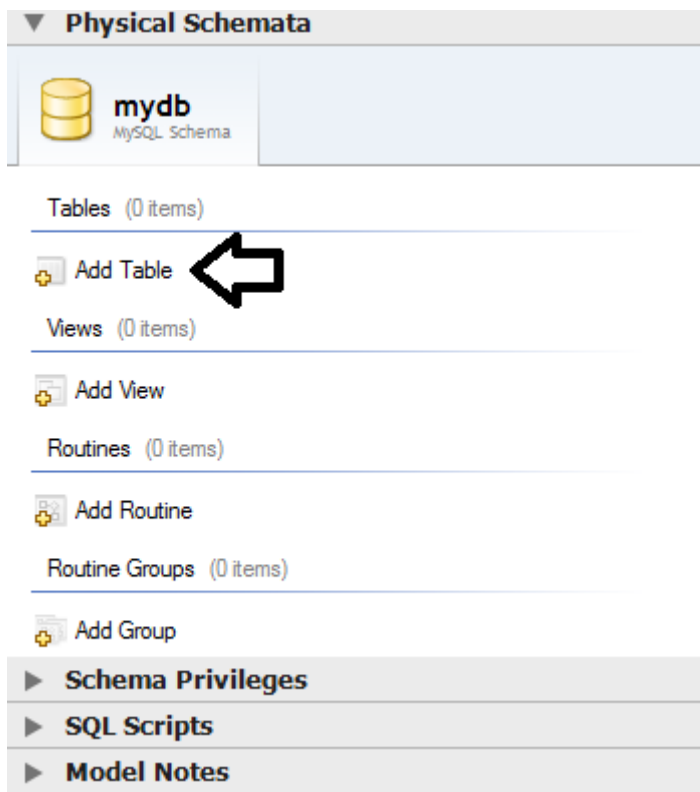 Physical Schemata
mydb
MySQL Schema
Tables (0 items)
Add Table
Views (0 items)
Add View
Routines (0 items)
Add Routine
Routine Groups (0 items)
Add Group
Schema Privileges
SQL Scripts
Model Notes